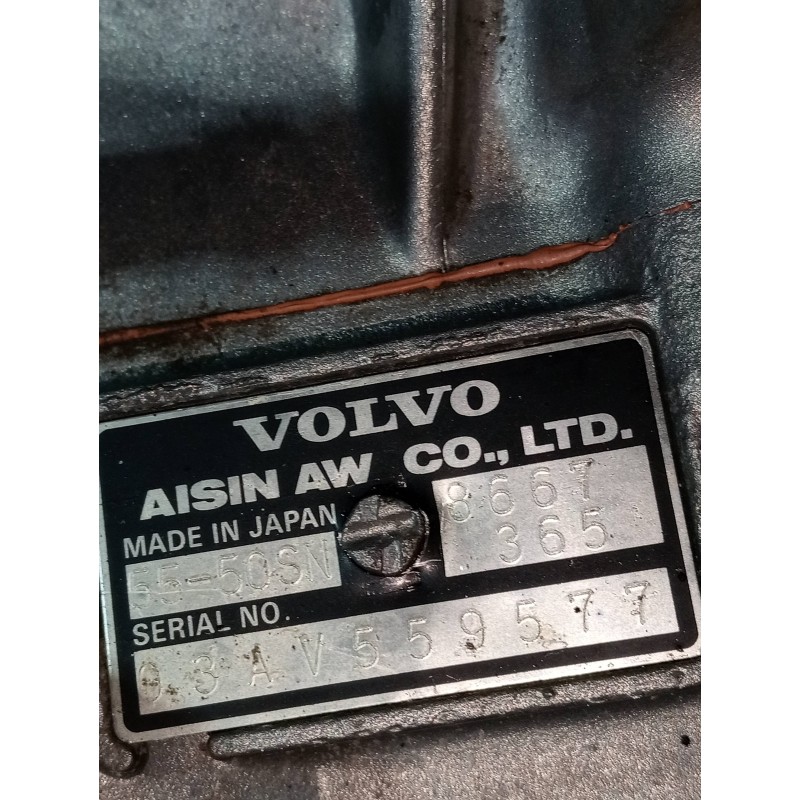 VOLVO
AISIN AW CO., LTD.
MADE IN JAPAN 8667
55-50SN 365
SERIAL NO.
03AV559577